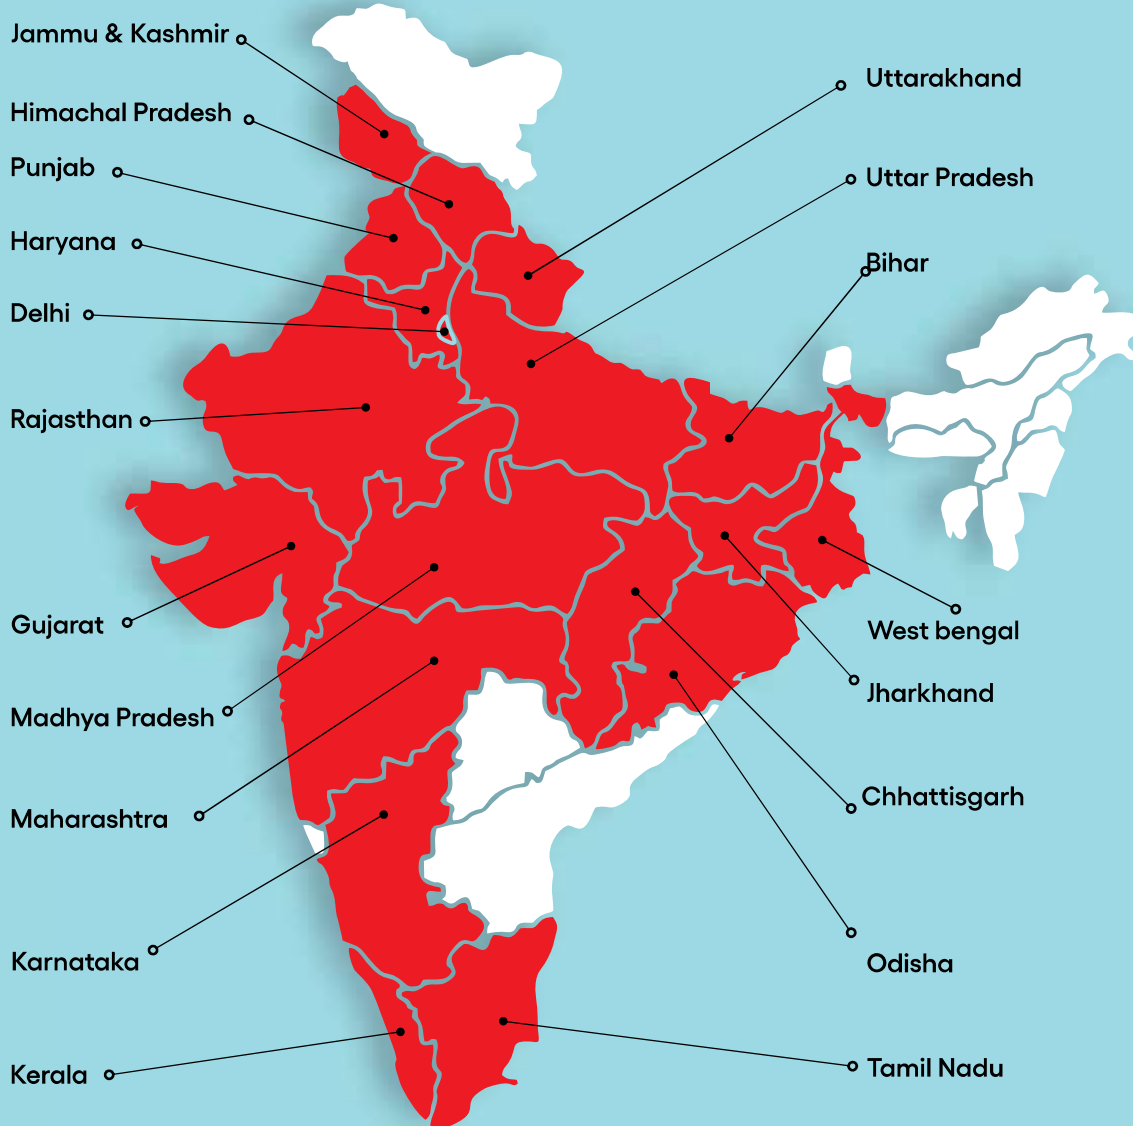 Jammu & Kashmir
Himachal Pradesh
Punjab
Haryana
Delhi
Rajasthan
Gujarat
Madhya Pradesh
Maharashtra
Karnataka
Kerala
Uttarakhand
Uttar Pradesh
Bihar
West bengal
Jharkhand
Chhattisgarh
Odisha
Tamil Nadu